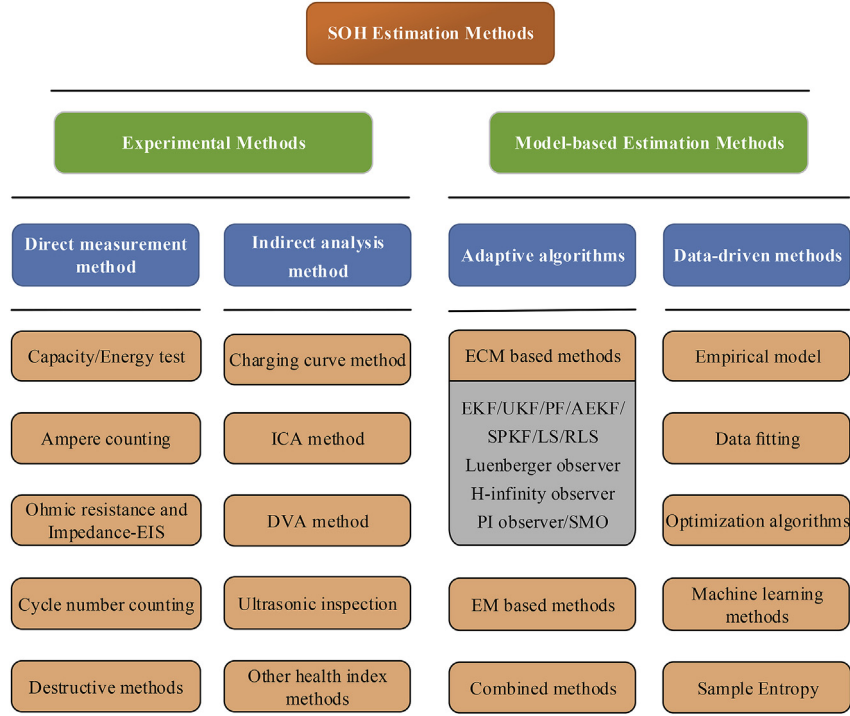 SOH Estimation Methods
Experimental Methods
Model-based Estimation Methods
Direct measurement
method
Indirect analysis
method
Adaptive algorithms
Data-driven methods
Capacity/Energy test
Ampere counting
Ohmic resistance and
Impedance-EIS
Cycle number counting
Destructive methods
Charging curve method
ICA method
DVA method
Ultrasonic inspection
Other health index
methods
ECM based methods
EKF/UKF/PF/AEKF/
SPKF/LS/RLS
Luenberger observer
H-infinity observer
PI observer/SMO
EM based methods
Combined methods
Empirical model
Data fitting
Optimization algorithms
Machine learning
methods
Sample Entropy